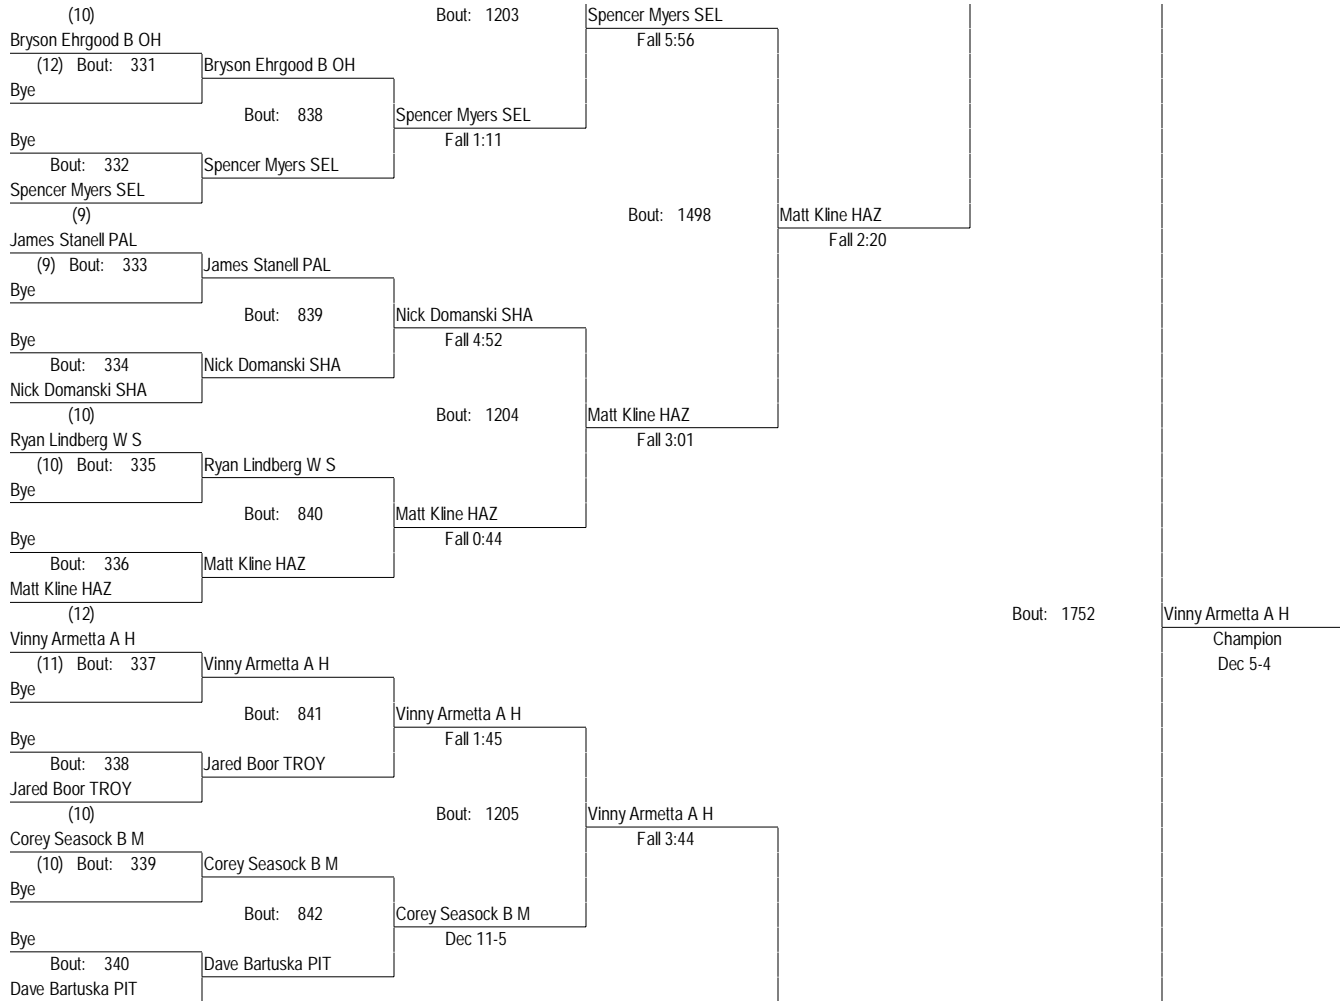 (10) Bout: 1203 Spencer Myers SEL
Bryson Ehrgood B OH Fall 5:56
(12) Bout: 331 Bryson Ehrgood B OH
Bye
Bout: 838 Spencer Myers SEL
Bye Fall 1:11
Bout: 332 Spencer Myers SEL
Spencer Myers SEL
(9) Bout: 1498 Matt Kline HAZ
James Stanell PAL Fall 2:20
(9) Bout: 333 James Stanell PAL
Bye
Bout: 839 Nick Domanski SHA
Bye Fall 4:52
Bout: 334 Nick Domanski SHA
Nick Domanski SHA
(10) Bout: 1204 Matt Kline HAZ
Ryan Lindberg W S Fall 3:01
(10) Bout: 335 Ryan Lindberg W S
Bye
Bout: 840 Matt Kline HAZ
Bye Fall 0:44
Bout: 336 Matt Kline HAZ
Matt Kline HAZ
(12) Bout: 1752 Vinny Armetta A H
Vinny Armetta A H Champion
(11) Bout: 337 Vinny Armetta A H Dec 5-4
Bye
Bout: 841 Vinny Armetta A H
Bye Fall 1:45
Bout: 338 Jared Boor TROY
Jared Boor TROY
(10) Bout: 1205 Vinny Armetta A H
Corey Seasock B M Fall 3:44
(10) Bout: 339 Corey Seasock B M
Bye
Bout: 842 Corey Seasock B M
Bye Dec 11-5
Bout: 340 Dave Bartuska PIT
Dave Bartuska PIT